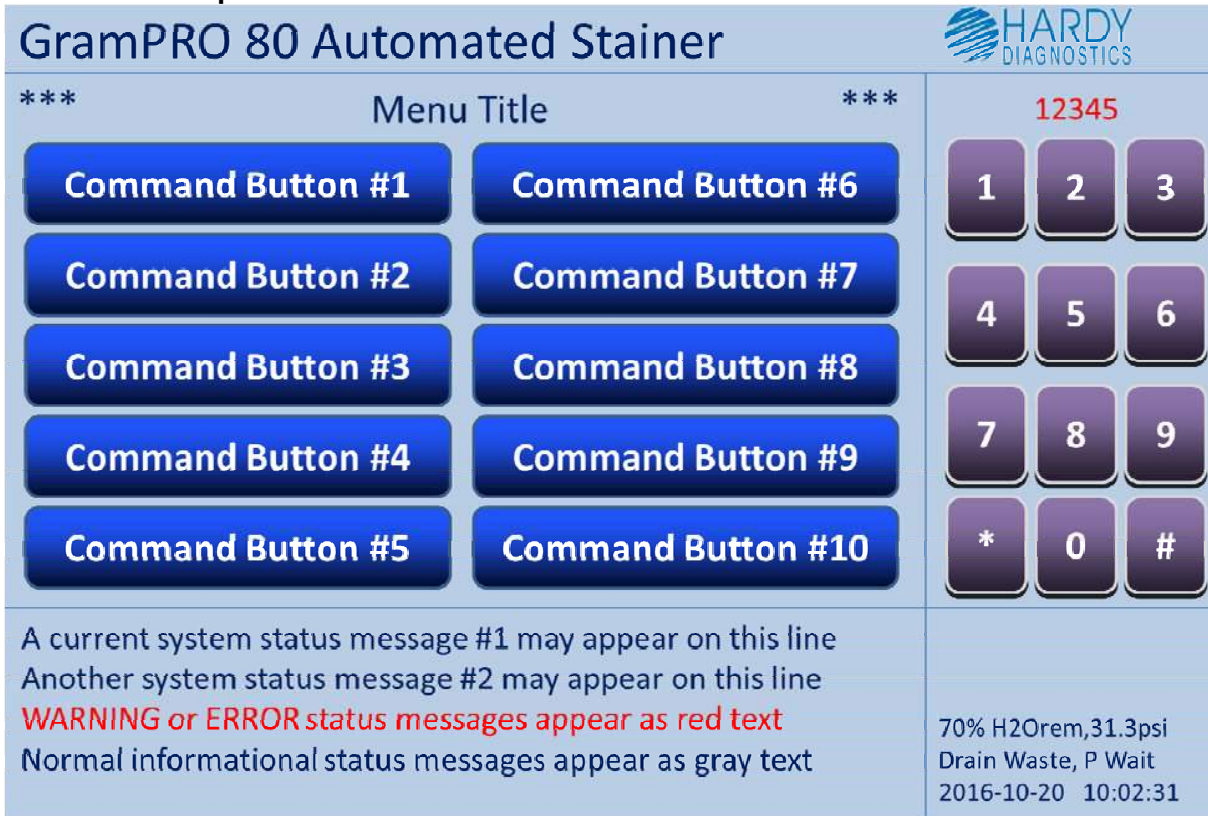 GramPRO 80 Automated Stainer
HARDY
DIAGNOSTICS
*** Menu Title ***
Command Button #1
Command Button #6
Command Button #2
Command Button #7
Command Button #3
Command Button #8
Command Button #4
Command Button #9
Command Button #5
Command Button #10
12345
1 2 3
4 5 6
7 8 9
* 0 #
A current system status message #1 may appear on this line
Another system status message #2 may appear on this line
WARNING or ERROR status messages appear as red text
Normal informational status messages appear as gray text
70% H2Orem,31.3psi
Drain Waste, P Wait
2016-10-20 10:02:31